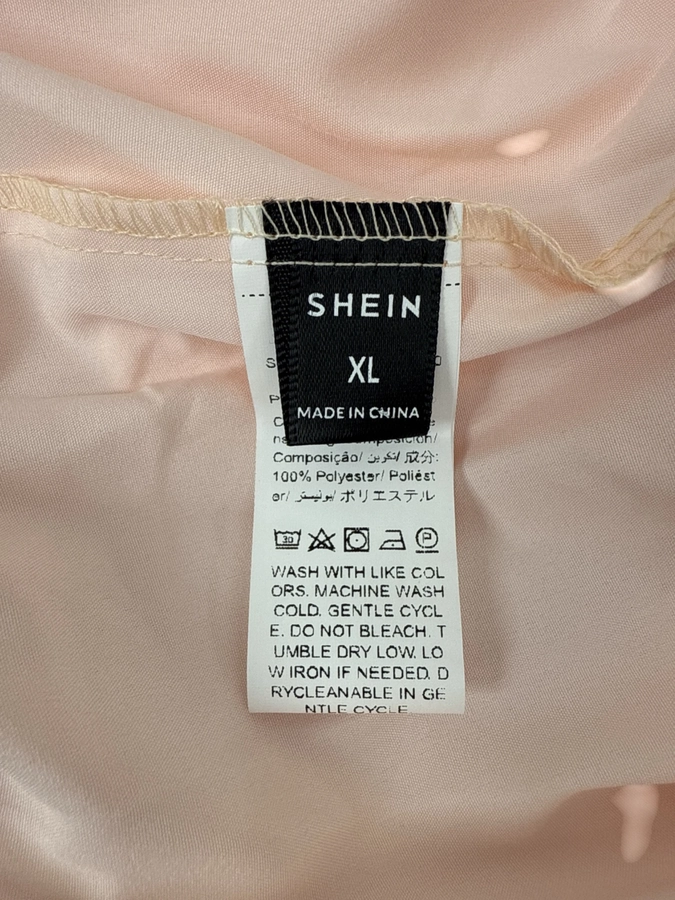 SHEIN
XL
MADE IN CHINA
Composição/ تكوين/ 成分:
100% Polyester/ Poliést
er/ بوليستر/ ポリエステル
30
P
WASH WITH LIKE COL
ORS. MACHINE WASH
COLD. GENTLE CYCL
E. DO NOT BLEACH. T
UMBLE DRY LOW. LO
W IRON IF NEEDED. D
RYCLEANABLE IN GE
NTLE CYCLE.